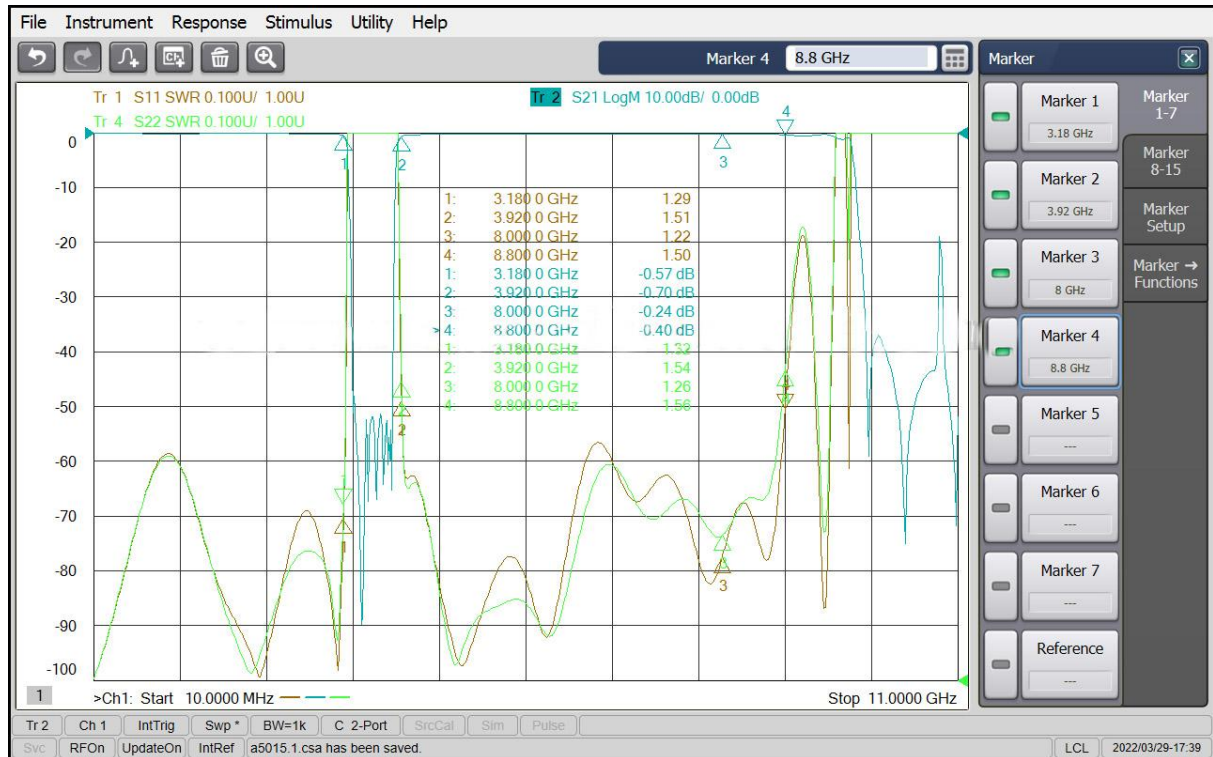 File Instrument Response Stimulus Utility Help
Marker 4 8.8 GHz
Tr 1 S11 SWR 0.100U/ 1.00U
Tr 2 S21 LogM 10.00dB/ 0.00dB
Tr 4 S22 SWR 0.100U/ 1.00U
4
0
1 2 3
-10
1: 3.180 0 GHz 1.29
2: 3.920 0 GHz 1.51
3: 8.000 0 GHz 1.22
4: 8.800 0 GHz 1.50
1: 3.180 0 GHz -0.57 dB
2: 3.920 0 GHz -0.70 dB
3: 8.000 0 GHz -0.24 dB
>4: 8.800 0 GHz -0.40 dB
1: 3.180 0 GHz 1.32
2: 3.920 0 GHz 1.54
3: 8.000 0 GHz 1.26
4: 8.800 0 GHz 1.56
-20
-30
-40
-50
2
-60
-70
-80
3
-90
-100
1 >Ch1: Start 10.0000 MHz
Stop 11.0000 GHz
Marker
Marker 1
3.18 GHz
Marker 2
3.92 GHz
Marker 3
8 GHz
Marker 4
8.8 GHz
Marker 5
---
Marker 6
---
Marker 7
---
Reference
---
Marker
1-7
Marker
8-15
Marker
Setup
Marker →
Functions
Tr 2 Ch 1 IntTrig Swp * BW=1k C 2-Port SrcCal Sim Pulse
Svc RFOn UpdateOn IntRef a5015.1.csa has been saved. LCL 2022/03/29-17:39